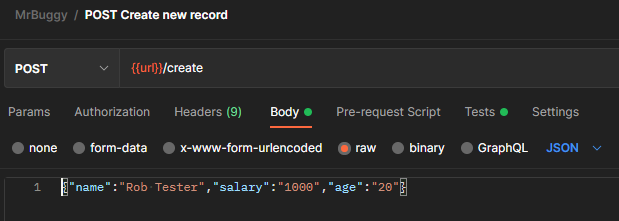 MrBuggy / POST Create new record
POST {{url}}/create
Params Authorization Headers (9) Body Pre-request Script Tests Settings
none form-data x-www-form-urlencoded raw binary GraphQL JSON
1 {"name":"Rob Tester","salary":"1000","age":"20"}